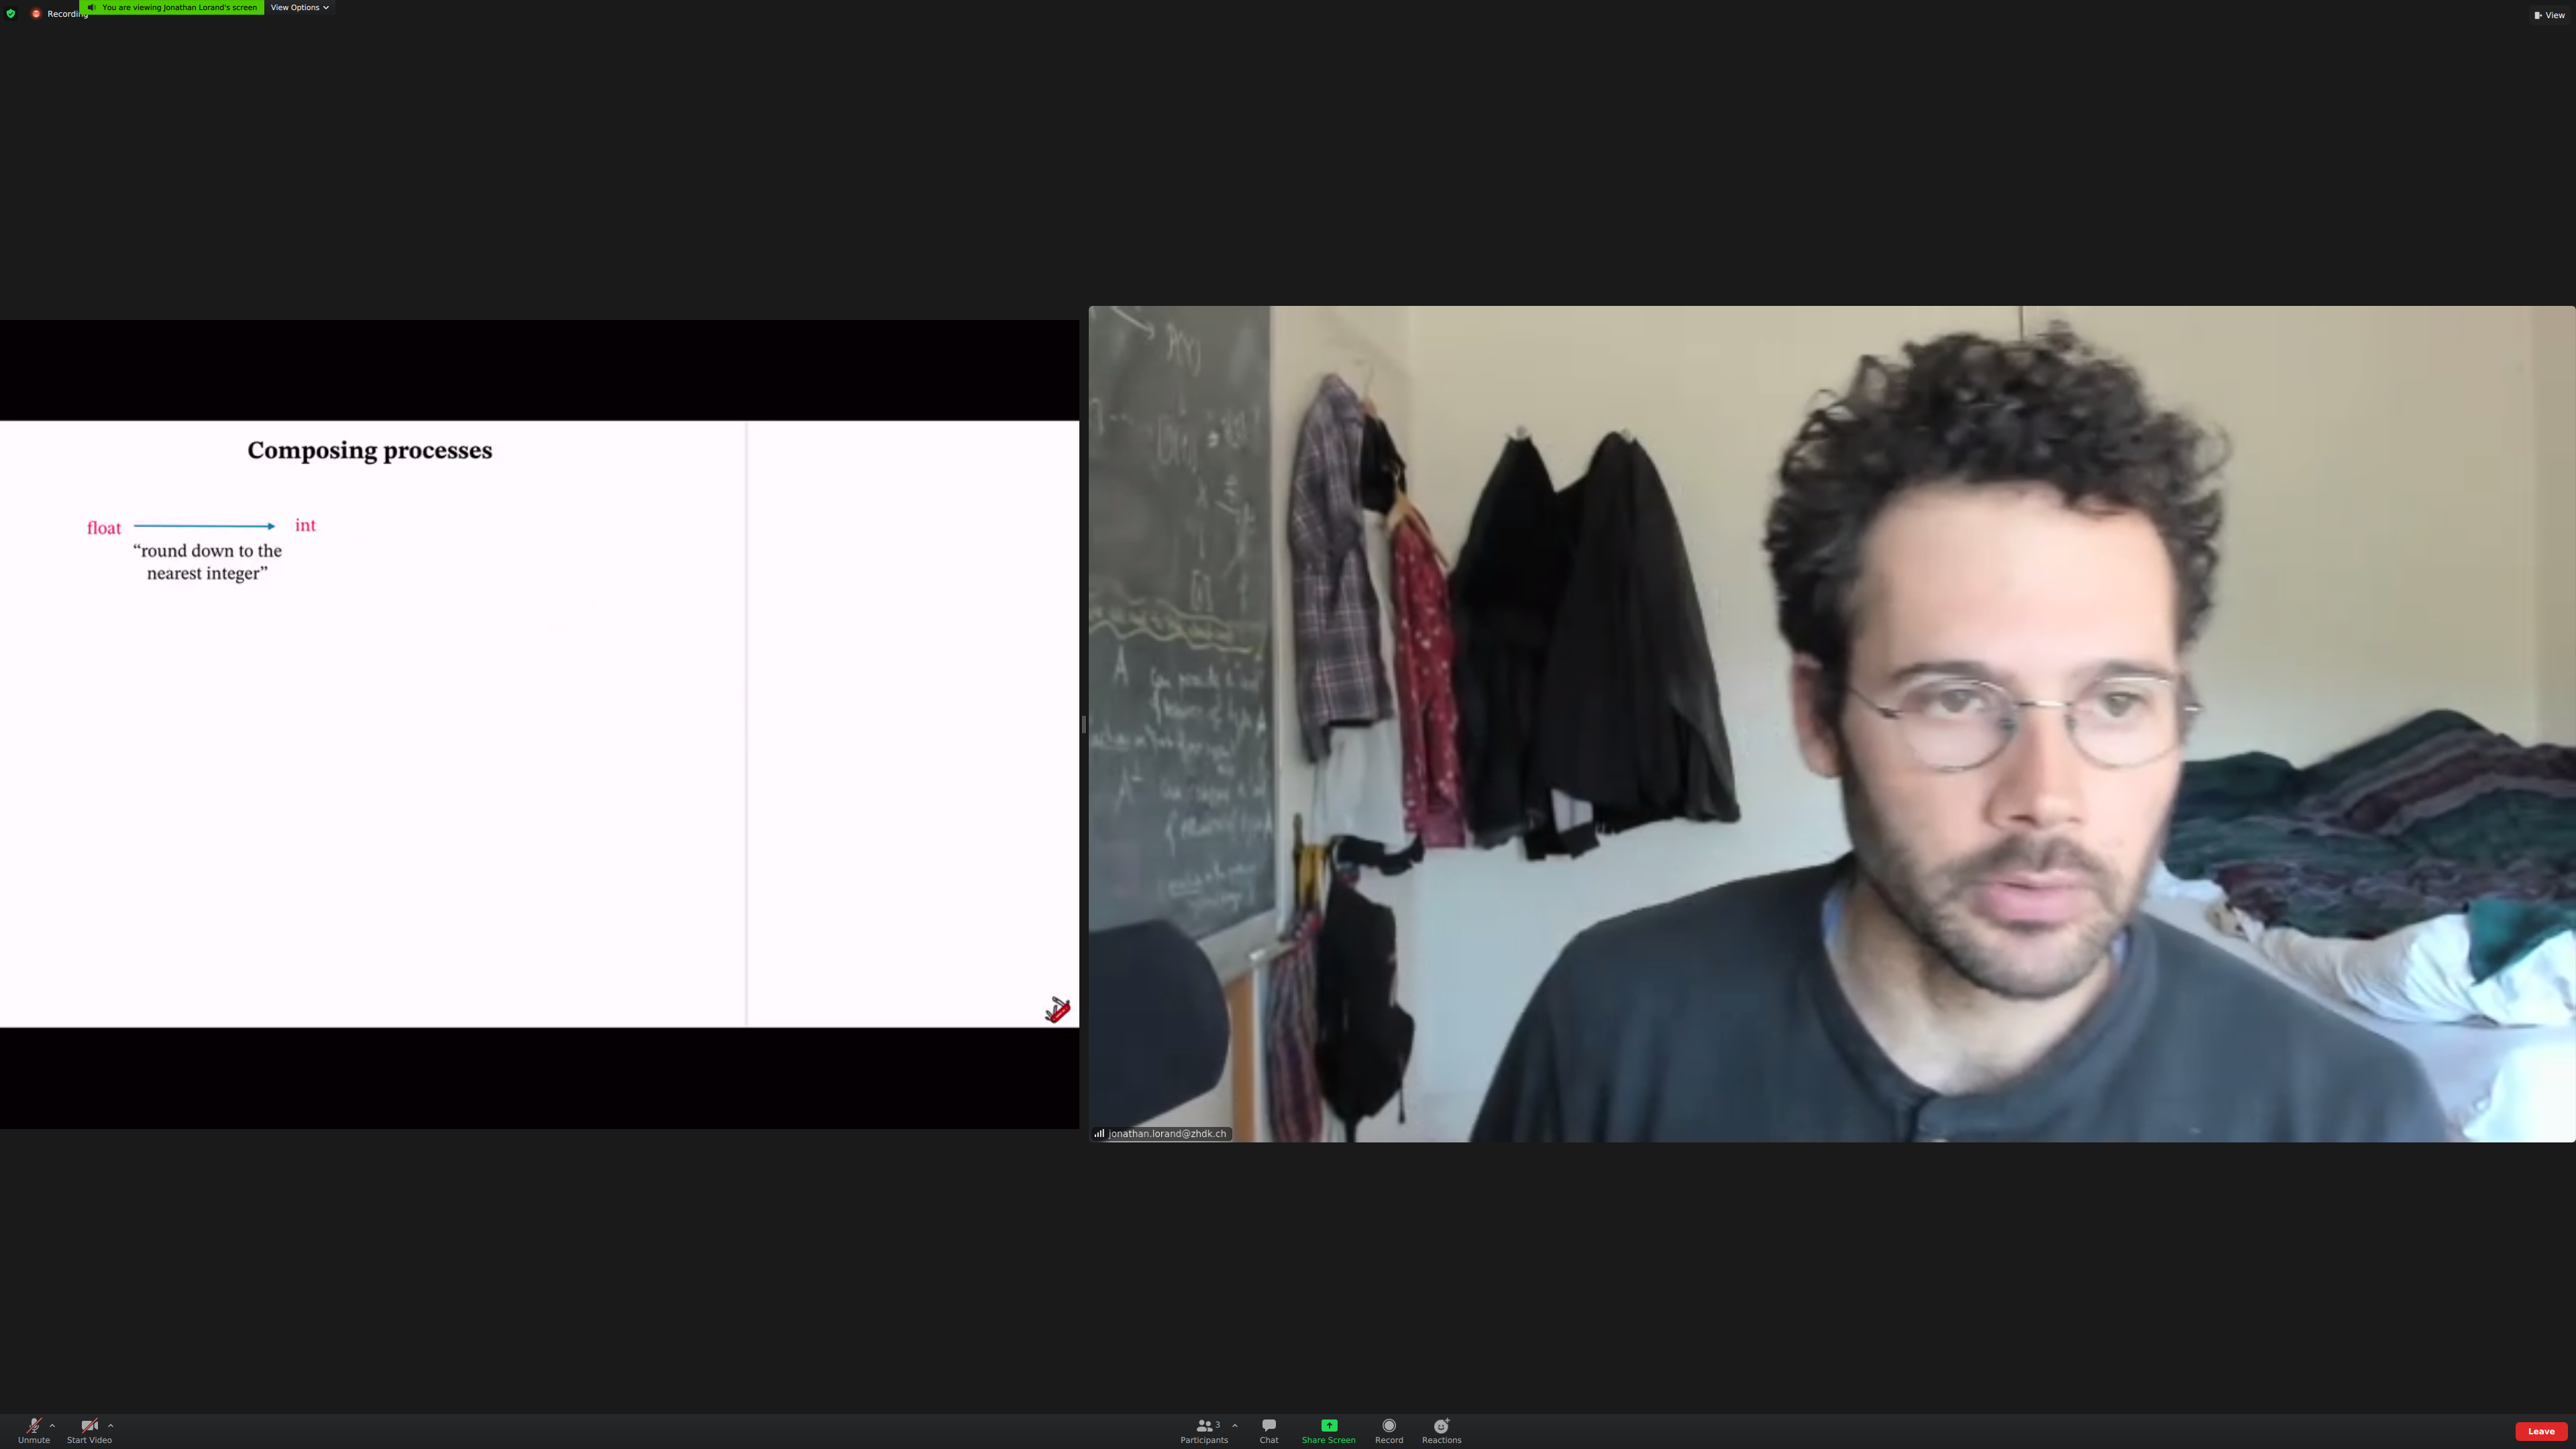 Recording
You are viewing Jonathan Lorand's screen
View Options
View
Composing processes
float
int
“round down to the
nearest integer”
P(Y)
A
jonathan.lorand@zhdk.ch
Unmute
Start Video
3
Participants
Chat
Share Screen
Record
Reactions
Leave